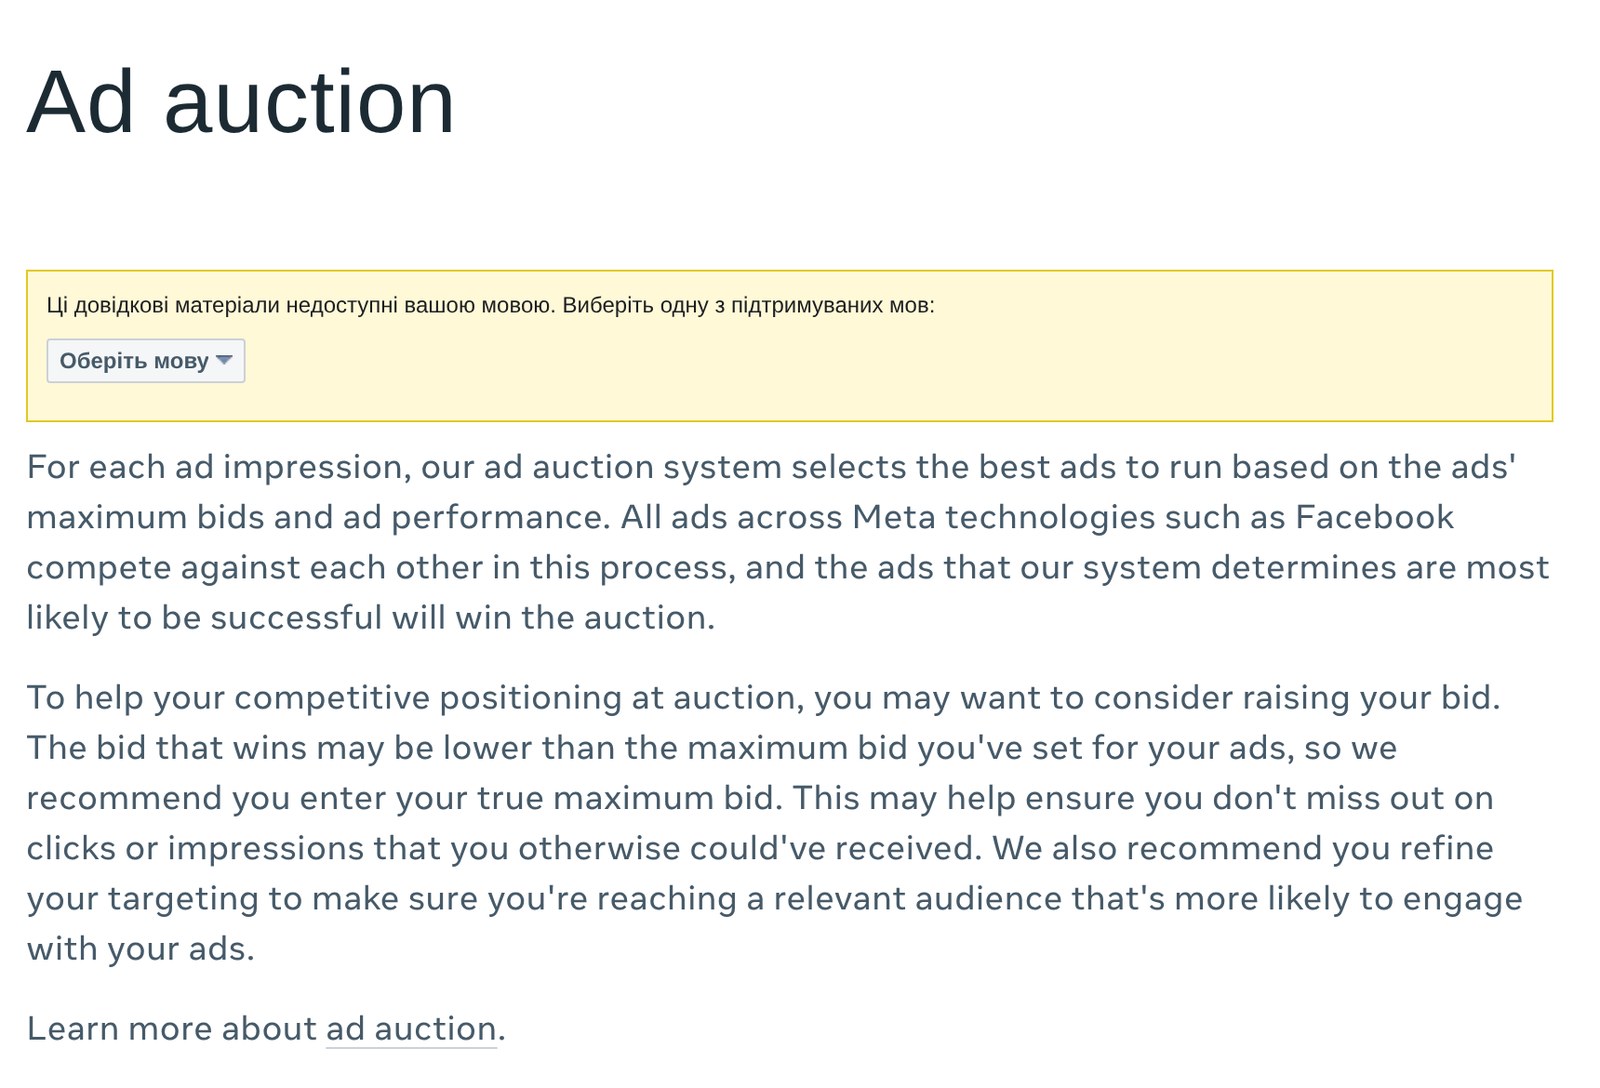 Ad auction
Ці довідкові матеріали недоступні вашою мовою. Виберіть одну з підтримуваних мов:
Оберіть мову
For each ad impression, our ad auction system selects the best ads to run based on the ads'
maximum bids and ad performance. All ads across Meta technologies such as Facebook
compete against each other in this process, and the ads that our system determines are most
likely to be successful will win the auction.
To help your competitive positioning at auction, you may want to consider raising your bid.
The bid that wins may be lower than the maximum bid you've set for your ads, so we
recommend you enter your true maximum bid. This may help ensure you don't miss out on
clicks or impressions that you otherwise could've received. We also recommend you refine
your targeting to make sure you're reaching a relevant audience that's more likely to engage
with your ads.
Learn more about ad auction.